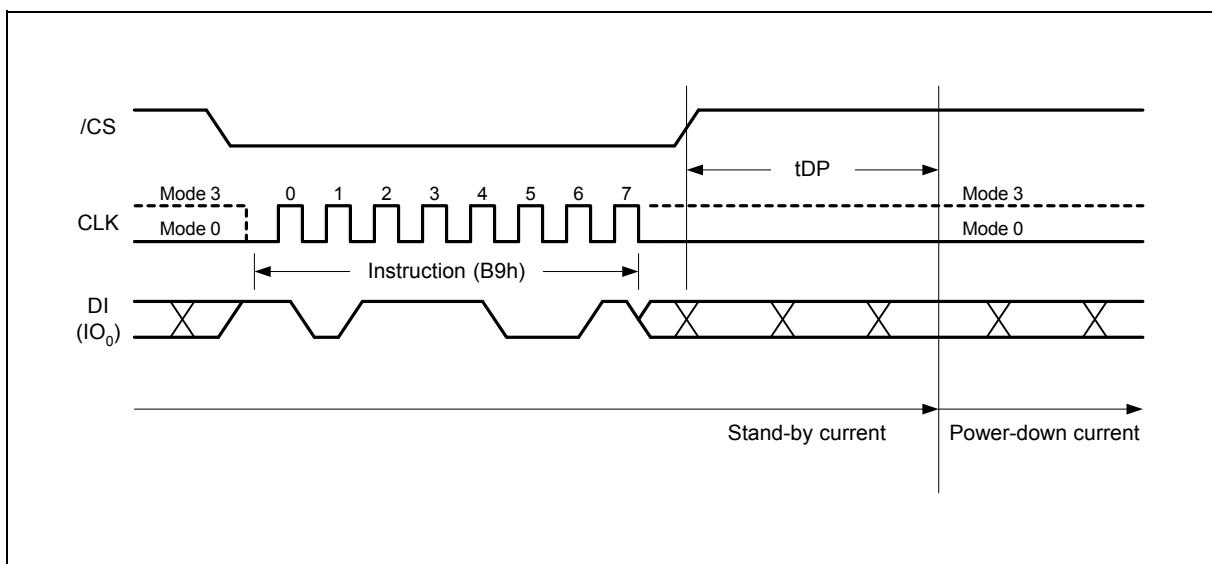 /CS
tDP
Mode 3 0 1 2 3 4 5 6 7 Mode 3
CLK
Mode 0 Mode 0
Instruction (B9h)
DI
(IO₀)
Stand-by current Power-down current